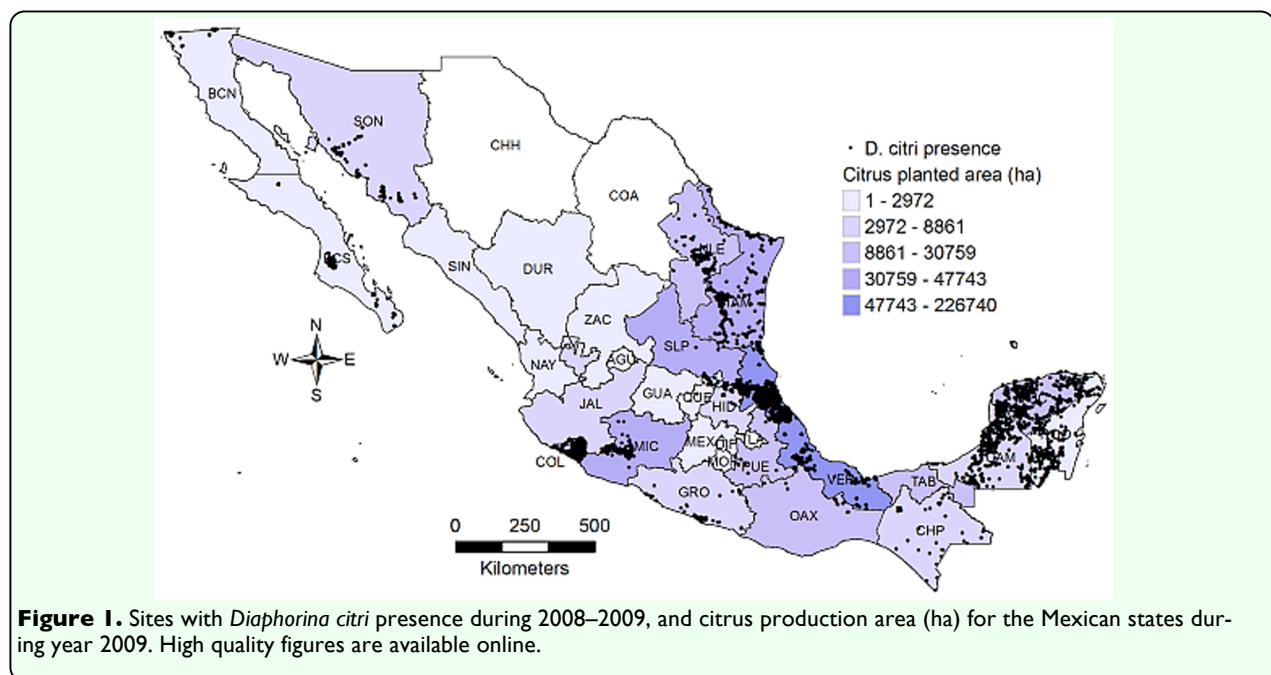 BCN
SON
CHH
COA
• D. citri presence
Citrus planted area (ha)
1 - 2972
2972 - 8861
8861 - 30759
30759 - 47743
47743 - 226740
NLE
BCS
SIN
DUR
TAM
ZAC
SLP
N
W E
S
NAY
AGU
GUA
QUE
HID
JAL
MIC
MEX
DIF
TLA
MOR
PUE
COL
VER
CAM
TAB
GRO
OAX
CHP
0 250 500
Kilometers
Figure 1. Sites with Diaphorina citri presence during 2008–2009, and citrus production area (ha) for the Mexican states dur-
ing year 2009. High quality figures are available online.